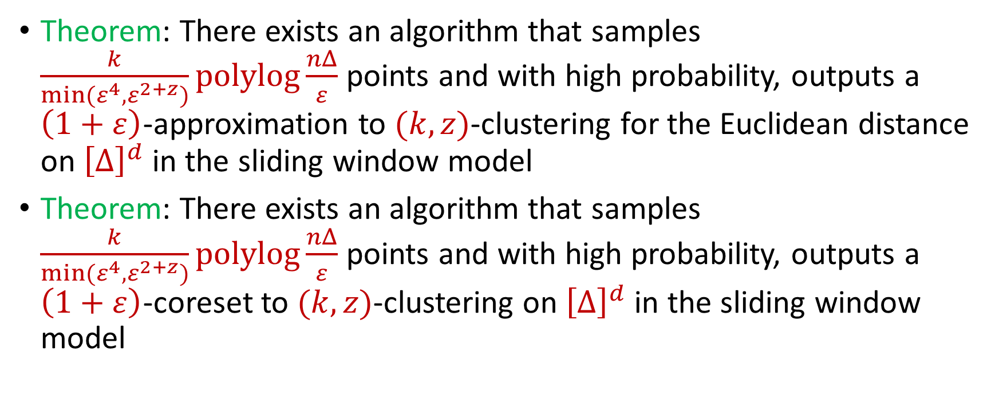 • Theorem: There exists an algorithm that samples
$\frac{k}{\min(\varepsilon^4,\varepsilon^{2+z})}$ polylog $\frac{n\Delta}{\varepsilon}$ points and with high probability, outputs a
$(1 + \varepsilon)$-approximation to $(k, z)$-clustering for the Euclidean distance
on $[\Delta]^d$ in the sliding window model
• Theorem: There exists an algorithm that samples
$\frac{k}{\min(\varepsilon^4,\varepsilon^{2+z})}$ polylog $\frac{n\Delta}{\varepsilon}$ points and with high probability, outputs a
$(1 + \varepsilon)$-coreset to $(k, z)$-clustering on $[\Delta]^d$ in the sliding window
model